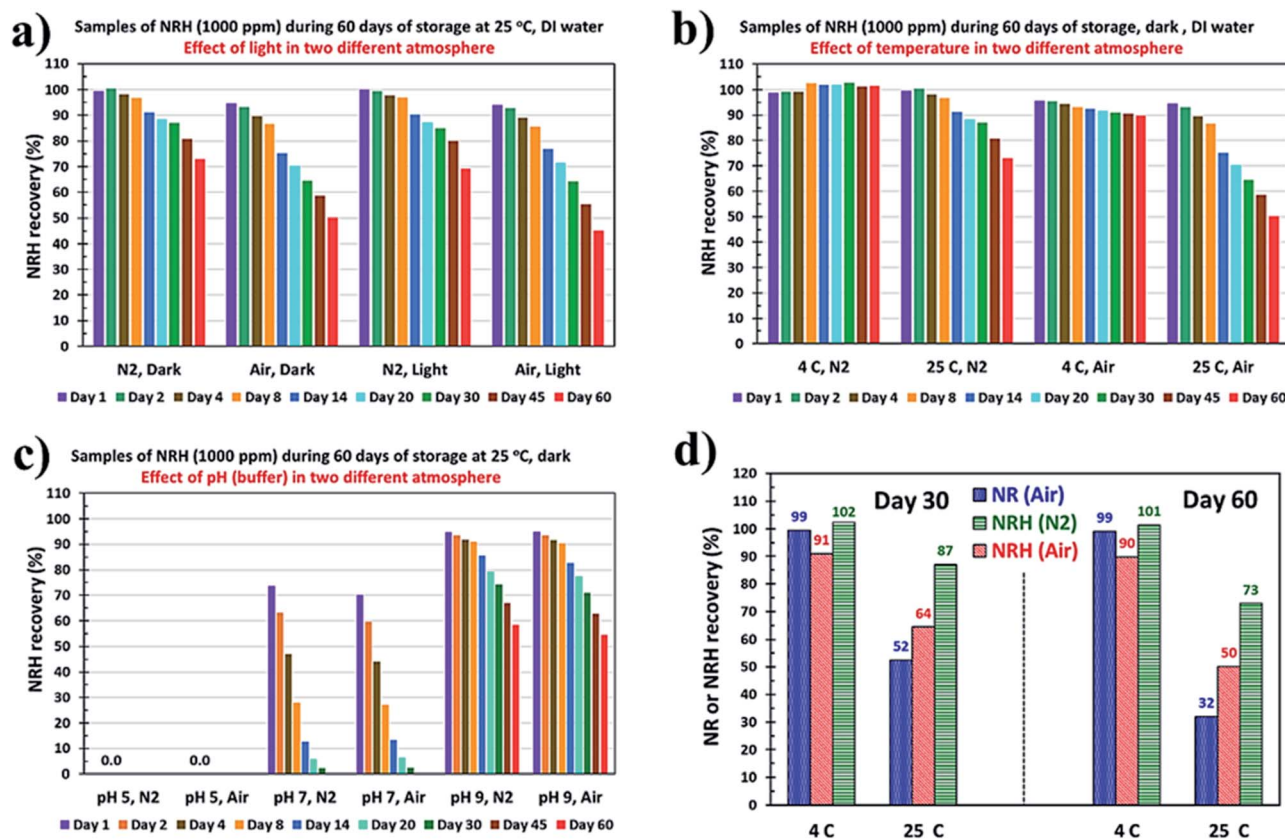 a)
Samples of NRH (1000 ppm) during 60 days of storage at 25 °C, DI water
Effect of light in two different atmosphere
NRH recovery (%)
110
100
90
80
70
60
50
40
30
20
10
0
N2, Dark Air, Dark N2, Light Air, Light
Day 1 Day 2 Day 4 Day 8 Day 14 Day 20 Day 30 Day 45 Day 60
b)
Samples of NRH (1000 ppm) during 60 days of storage, dark , DI water
Effect of temperature in two different atmosphere
NRH recovery (%)
110
100
90
80
70
60
50
40
30
20
10
0
4 C, N2 25 C, N2 4 C, Air 25 C, Air
Day 1 Day 2 Day 4 Day 8 Day 14 Day 20 Day 30 Day 45 Day 60
c)
Samples of NRH (1000 ppm) during 60 days of storage at 25 °C, dark
Effect of pH (buffer) in two different atmosphere
NRH recovery (%)
110
100
90
80
70
60
50
40
30
20
10
0
0.0 0.0
pH 5, N2 pH 5, Air pH 7, N2 pH 7, Air pH 9, N2 pH 9, Air
Day 1 Day 2 Day 4 Day 8 Day 14 Day 20 Day 30 Day 45 Day 60
d)
NR or NRH recovery (%)
120
110
100
90
80
70
60
50
40
30
20
10
0
Day 30
Day 60
NR (Air)
NRH (N2)
NRH (Air)
99 91 102
52 64 87
99 90 101
32 50 73
4 C 25 C 4 C 25 C